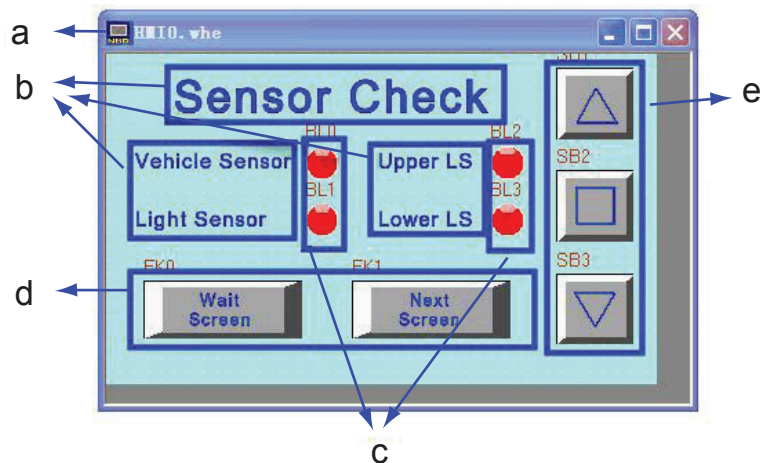 a
HMI0.whe
b
Sensor Check
e
BL0
BL2
Vehicle Sensor
Upper LS
SB2
BL1
BL3
Light Sensor
Lower LS
FK0
FK1
SB3
d
Wait
Screen
Next
Screen
c